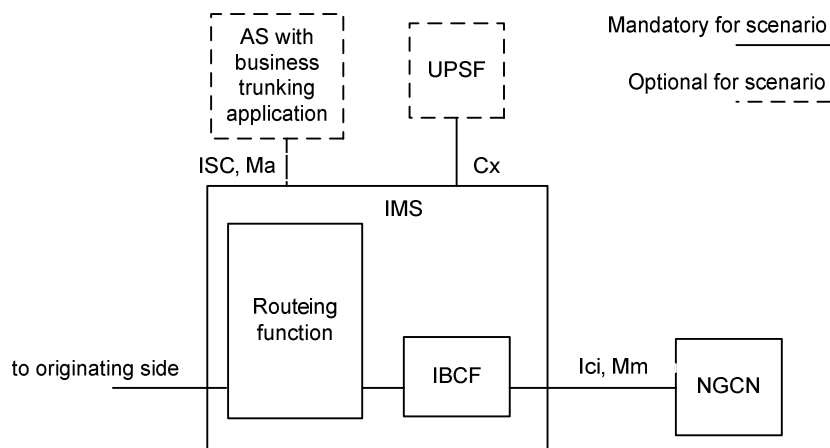 AS with
business
trunking
application
UPSF
Mandatory for scenario
Optional for scenario
ISC, Ma
Cx
IMS
Routeing
function
to originating side
IBCF
Ici, Mm
NGCN